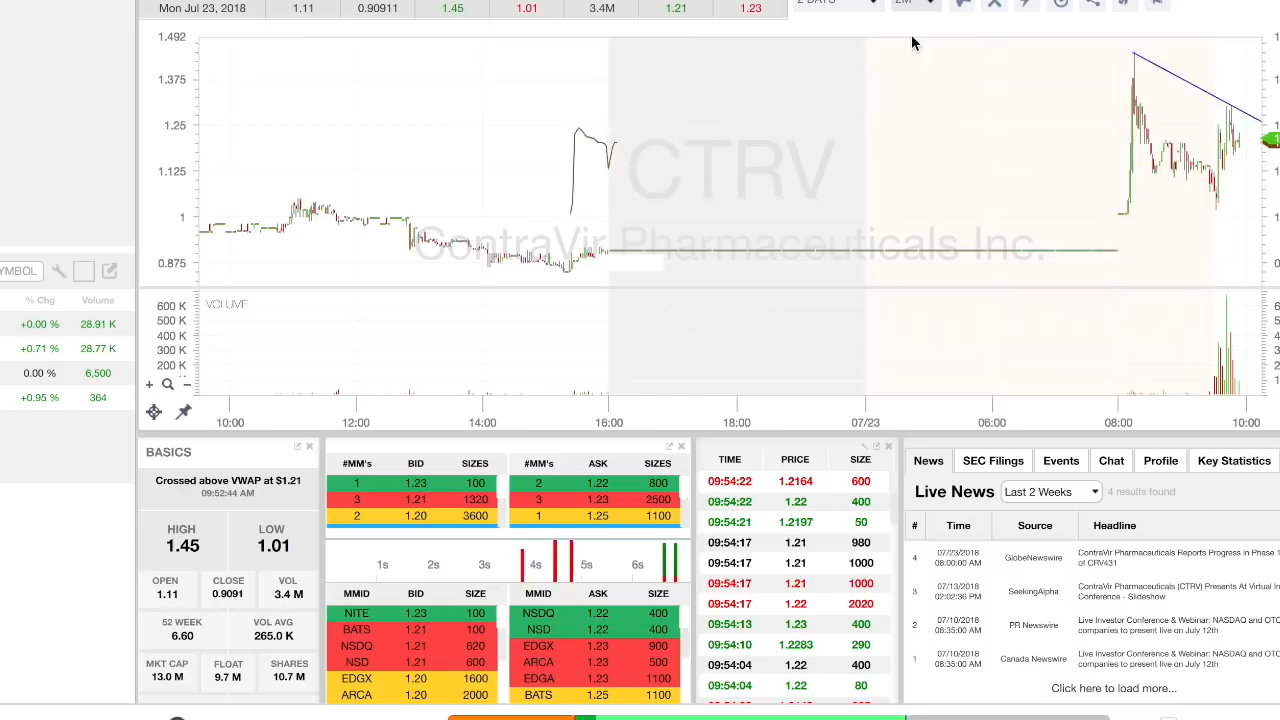 Mon Jul 23, 2018 1.11 0.90911 1.45 1.01 3.4M 1.21 1.23 2 DAYS 2M
1.492
1.375
1.25
1.125
1
0.875
CTRV
ContraVir Pharmaceuticals Inc.
VOLUME
600 K
500 K
400 K
300 K
200 K
10:00 12:00 14:00 16:00 18:00 07/23 06:00 08:00 10:00
YMBOL
% Chg Volume
+0.00 % 28.91 K
+0.71 % 28.77 K
0.00 % 6,500
+0.95 % 364
BASICS
Crossed above VWAP at $1.21
09:52:44 AM
HIGH LOW
1.45 1.01
OPEN CLOSE VOL
1.11 0.9091 3.4 M
52 WEEK VOL AVG
6.60 265.0 K
MKT CAP FLOAT SHARES
13.0 M 9.7 M 10.7 M
#MM's BID SIZES #MM's ASK SIZES
1 1.23 100 2 1.22 800
3 1.21 1320 3 1.23 2500
2 1.20 3600 1 1.25 1100
1s 2s 3s 4s 5s 6s
MMID BID SIZE MMID ASK SIZE
NITE 1.23 100 NSDQ 1.22 400
BATS 1.21 100 NSD 1.22 400
NSDQ 1.21 620 EDGX 1.23 900
NSD 1.21 600 ARCA 1.23 500
EDGX 1.20 1600 EDGA 1.23 1100
ARCA 1.20 2000 BATS 1.25 1100
TIME PRICE SIZE
09:54:22 1.2164 600
09:54:22 1.22 400
09:54:21 1.2197 50
09:54:17 1.21 980
09:54:17 1.21 1000
09:54:17 1.21 1000
09:54:17 1.22 2020
09:54:13 1.23 400
09:54:10 1.2283 290
09:54:04 1.22 400
09:54:04 1.22 80
News SEC Filings Events Chat Profile Key Statistics
Live News Last 2 Weeks 4 results found
# Time Source Headline
4 07/23/2018 08:00:00 AM GlobeNewswire ContraVir Pharmaceuticals Reports Progress in Phase 1
of CRV431
3 07/13/2018 02:02:36 PM SeekingAlpha ContraVir Pharmaceuticals (CTRV) Presents At Virtual In
Conference - Slideshow
2 07/10/2018 08:35:00 AM PR Newswire Live Investor Conference & Webinar: NASDAQ and OTC
companies to present live on July 12th
1 07/10/2018 08:35:00 AM Canada Newswire Live Investor Conference & Webinar: NASDAQ and OTC
companies to present live on July 12th
Click here to load more...